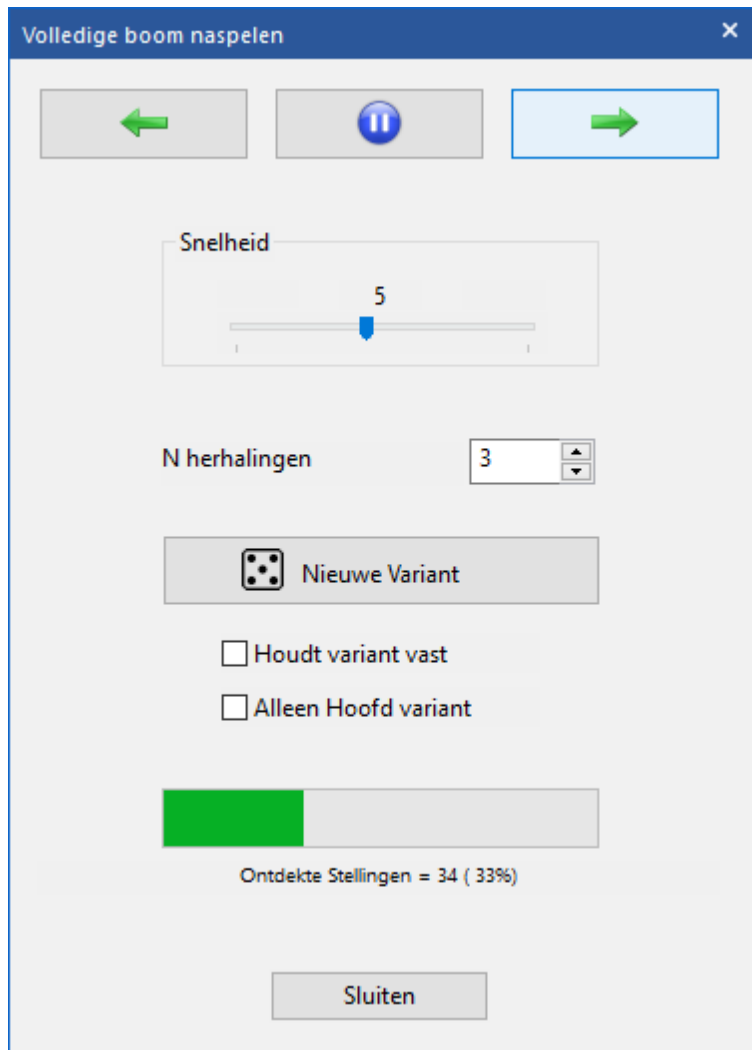 Volledige boom naspelen
Snelheid
5
N herhalingen 3
Nieuwe Variant
Houdt variant vast
Alleen Hoofd variant
Ontdekte Stellingen = 34 ( 33%)
Sluiten